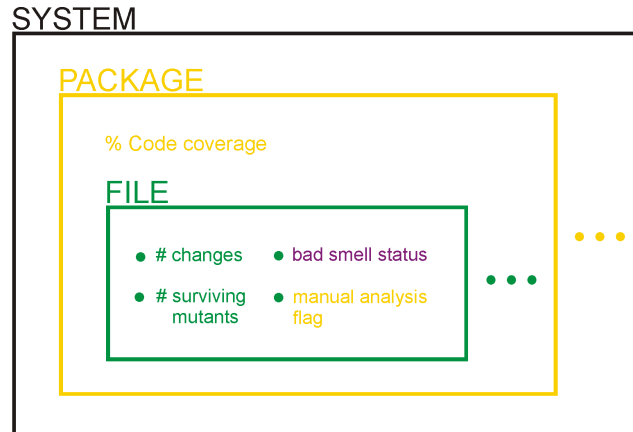 SYSTEM
PACKAGE
% Code coverage
FILE
# changes
bad smell status
# surviving
mutants
manual analysis
flag